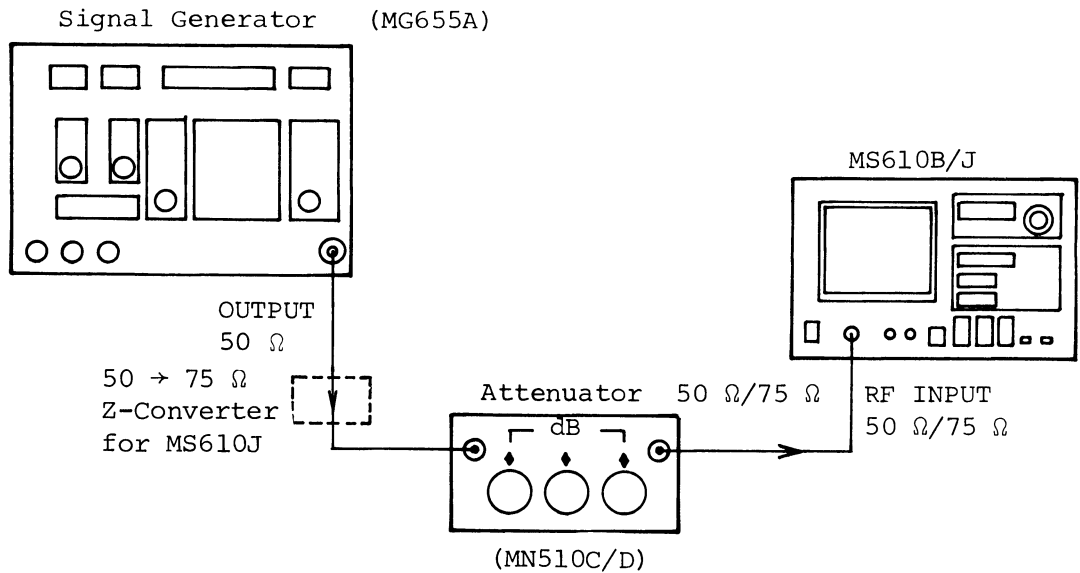 Signal Generator (MG655A)
MS610B/J
OUTPUT
50 Ω
50 → 75 Ω
Z-Converter
for MS610J
Attenuator 50 Ω/75 Ω
RF INPUT
50 Ω/75 Ω
dB
(MN510C/D)